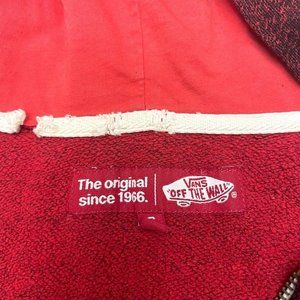 The original
since 1966.
VANS
"OFF THE WALL"
®